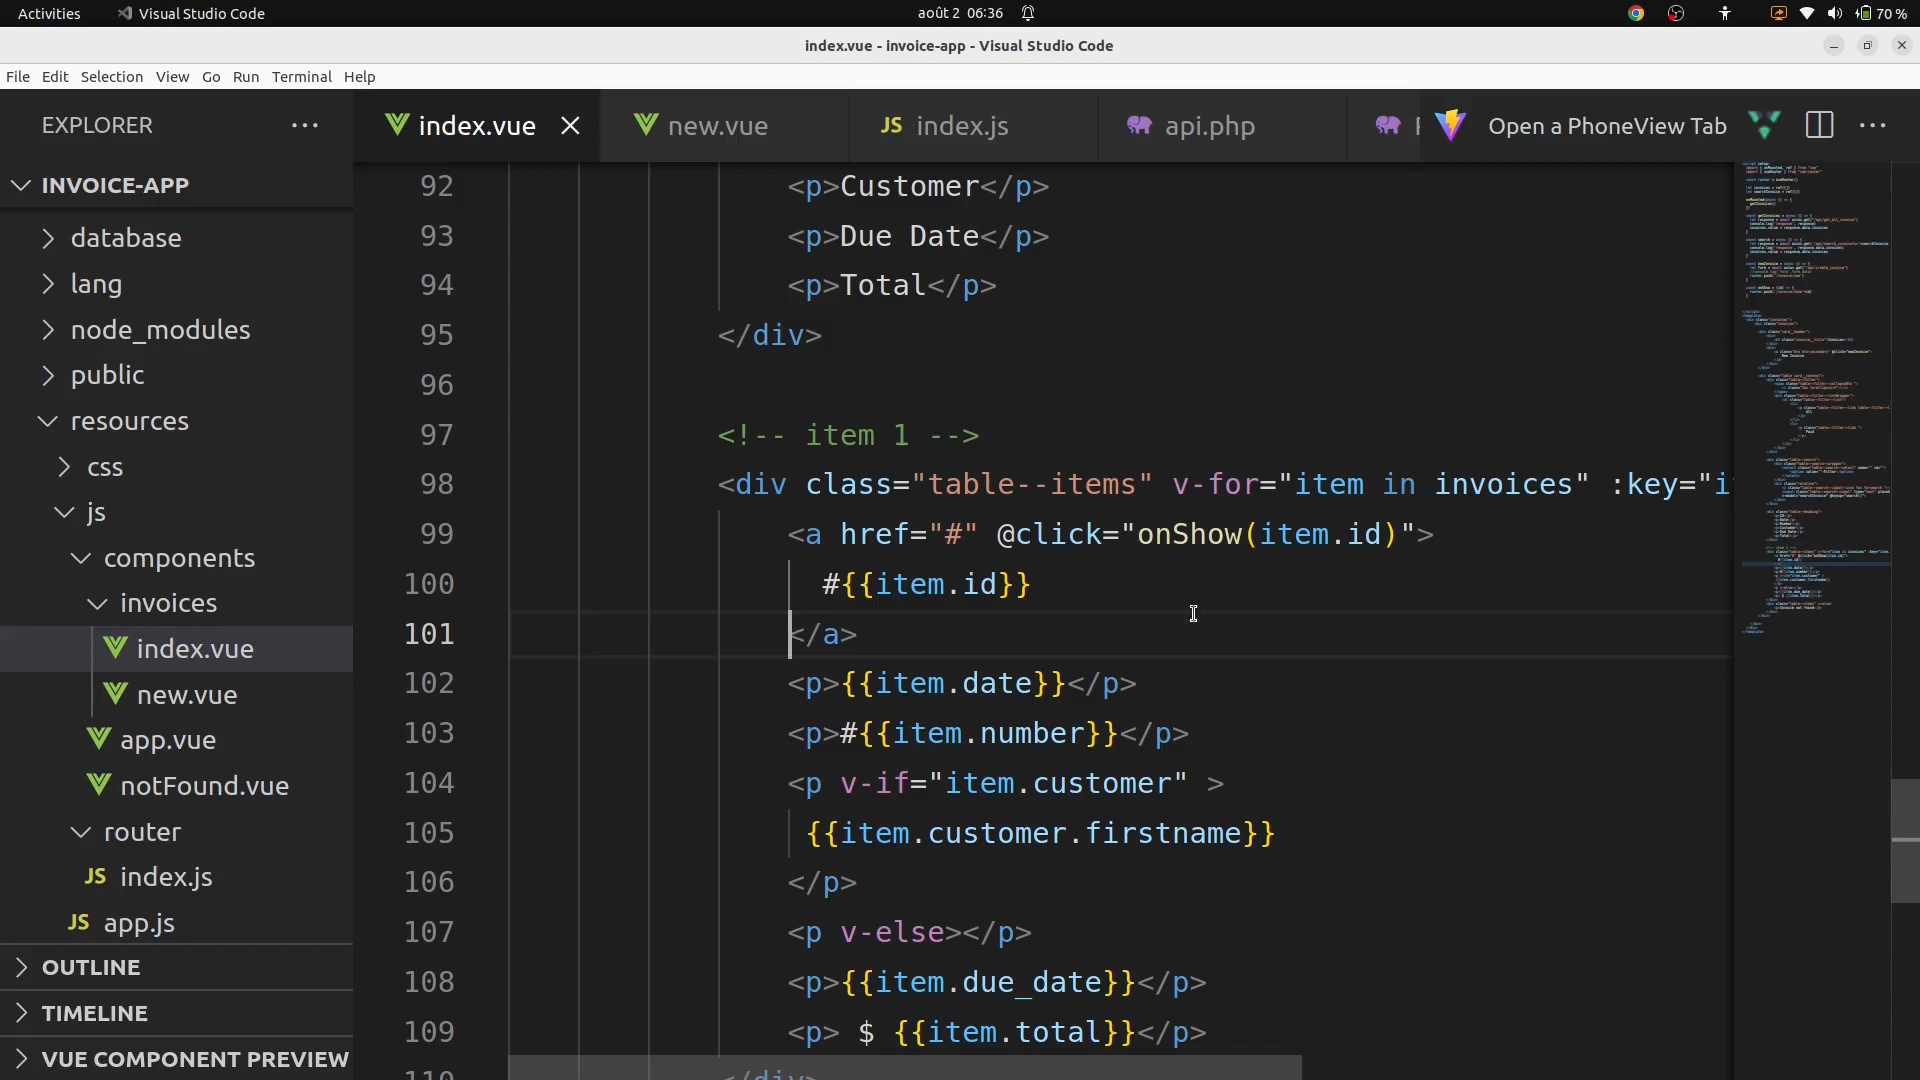 Activities
Visual Studio Code
août 2 06:36
70 %
index.vue - invoice-app - Visual Studio Code
File Edit Selection View Go Run Terminal Help
EXPLORER
index.vue
new.vue
JS index.js
api.php
Open a PhoneView Tab
INVOICE-APP
database
lang
node_modules
public
resources
css
js
components
invoices
index.vue
new.vue
app.vue
notFound.vue
router
JS index.js
JS app.js
OUTLINE
TIMELINE
VUE COMPONENT PREVIEW
92 <p>Customer</p>
93 <p>Due Date</p>
94 <p>Total</p>
95 </div>
96
97 <!-- item 1 -->
98 <div class="table--items" v-for="item in invoices" :key="i
99 <a href="#" @click="onShow(item.id)">
100 #{{item.id}}
101 </a>
102 <p>{{item.date}}</p>
103 <p>#{{item.number}}</p>
104 <p v-if="item.customer" >
105 {{item.customer.firstname}}
106 </p>
107 <p v-else></p>
108 <p>{{item.due_date}}</p>
109 <p> $ {{item.total}}</p>
110 </div>